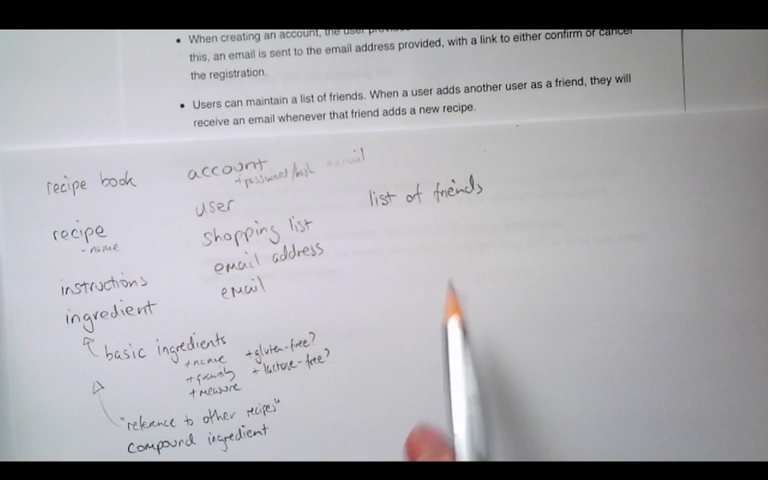 • When creating an account, the user
this, an email is sent to the email address provided, with a link to either confirm or cancel
the registration.
• Users can maintain a list of friends. When a user adds another user as a friend, they will
receive an email whenever that friend adds a new recipe.
recipe book
recipe
-name
instructions
ingredient
basic ingredients
+name
+quantity
+measure
+gluten-free?
+lactose-free?
"reference to other recipes"
compound ingredient
account
+password/hash +email
user
shopping list
email address
email
list of friends